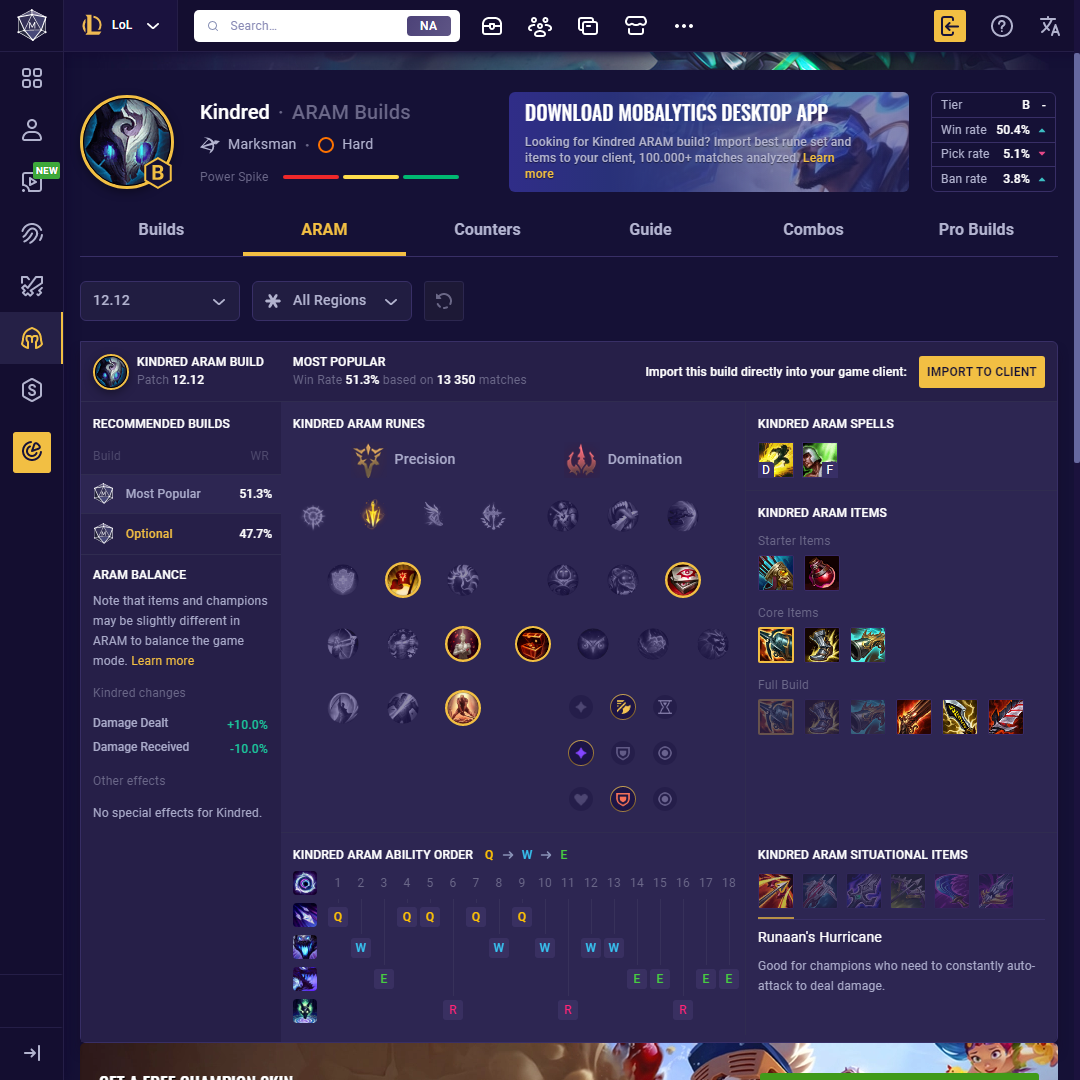 LoL
Search...
NA
NEW
Kindred · ARAM Builds
Marksman · Hard
Power Spike
B
DOWNLOAD MOBALYTICS DESKTOP APP
Looking for Kindred ARAM build? Import best rune set and
items to your client, 100.000+ matches analyzed. Learn
more
Tier B -
Win rate 50.4%
Pick rate 5.1%
Ban rate 3.8%
Builds ARAM Counters Guide Combos Pro Builds
12.12
All Regions
KINDRED ARAM BUILD
Patch 12.12
MOST POPULAR
Win Rate 51.3% based on 13 350 matches
Import this build directly into your game client:
IMPORT TO CLIENT
RECOMMENDED BUILDS
Build WR
Most Popular 51.3%
Optional 47.7%
ARAM BALANCE
Note that items and champions
may be slightly different in
ARAM to balance the game
mode. Learn more
Kindred changes
Damage Dealt +10.0%
Damage Received -10.0%
Other effects
No special effects for Kindred.
KINDRED ARAM RUNES
Precision
Domination
KINDRED ARAM SPELLS
D F
KINDRED ARAM ITEMS
Starter Items
Core Items
Full Build
KINDRED ARAM ABILITY ORDER Q → W → E
1 2 3 4 5 6 7 8 9 10 11 12 13 14 15 16 17 18
Q Q Q Q Q
W W W W W
E E E E E
R R R
KINDRED ARAM SITUATIONAL ITEMS
Runaan's Hurricane
Good for champions who need to constantly auto-
attack to deal damage.
GET A FREE CHAMPION SKIN